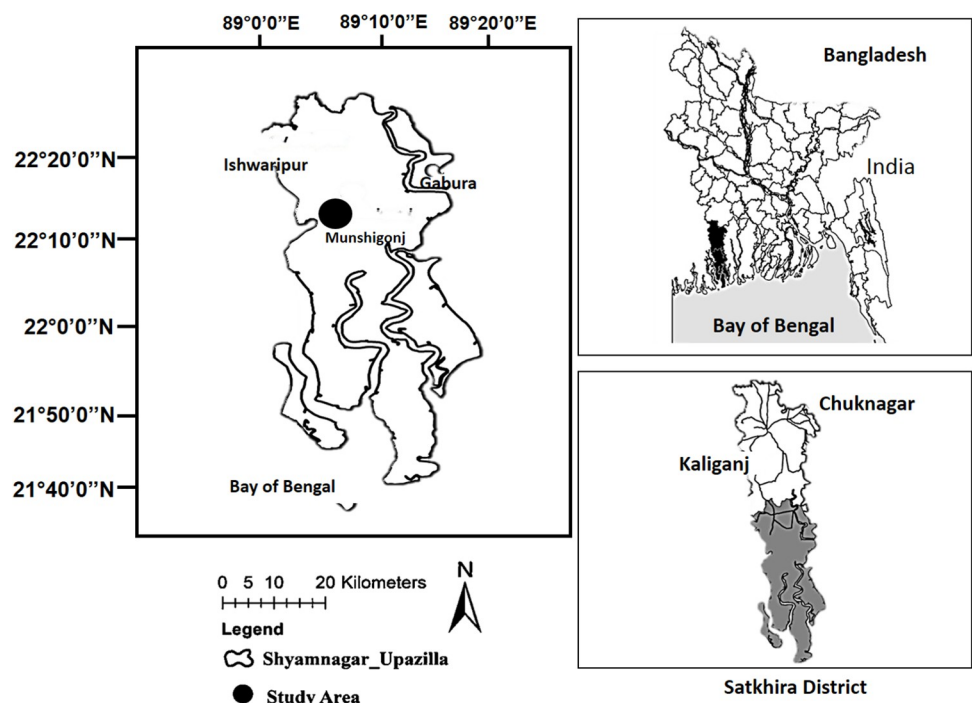 89°0’0”E 89°10’0”E 89°20’0”E
22°20’0”N
22°10’0”N
22°0’0”N
21°50’0”N
21°40’0”N
Ishwaripur
Gabura
Munshigonj
Bay of Bengal
0 5 10 20 Kilometers
N
Legend
Shyamnagar_Upazilla
Study Area
Bangladesh
India
Bay of Bengal
Chuknagar
Kaliganj
Satkhira District